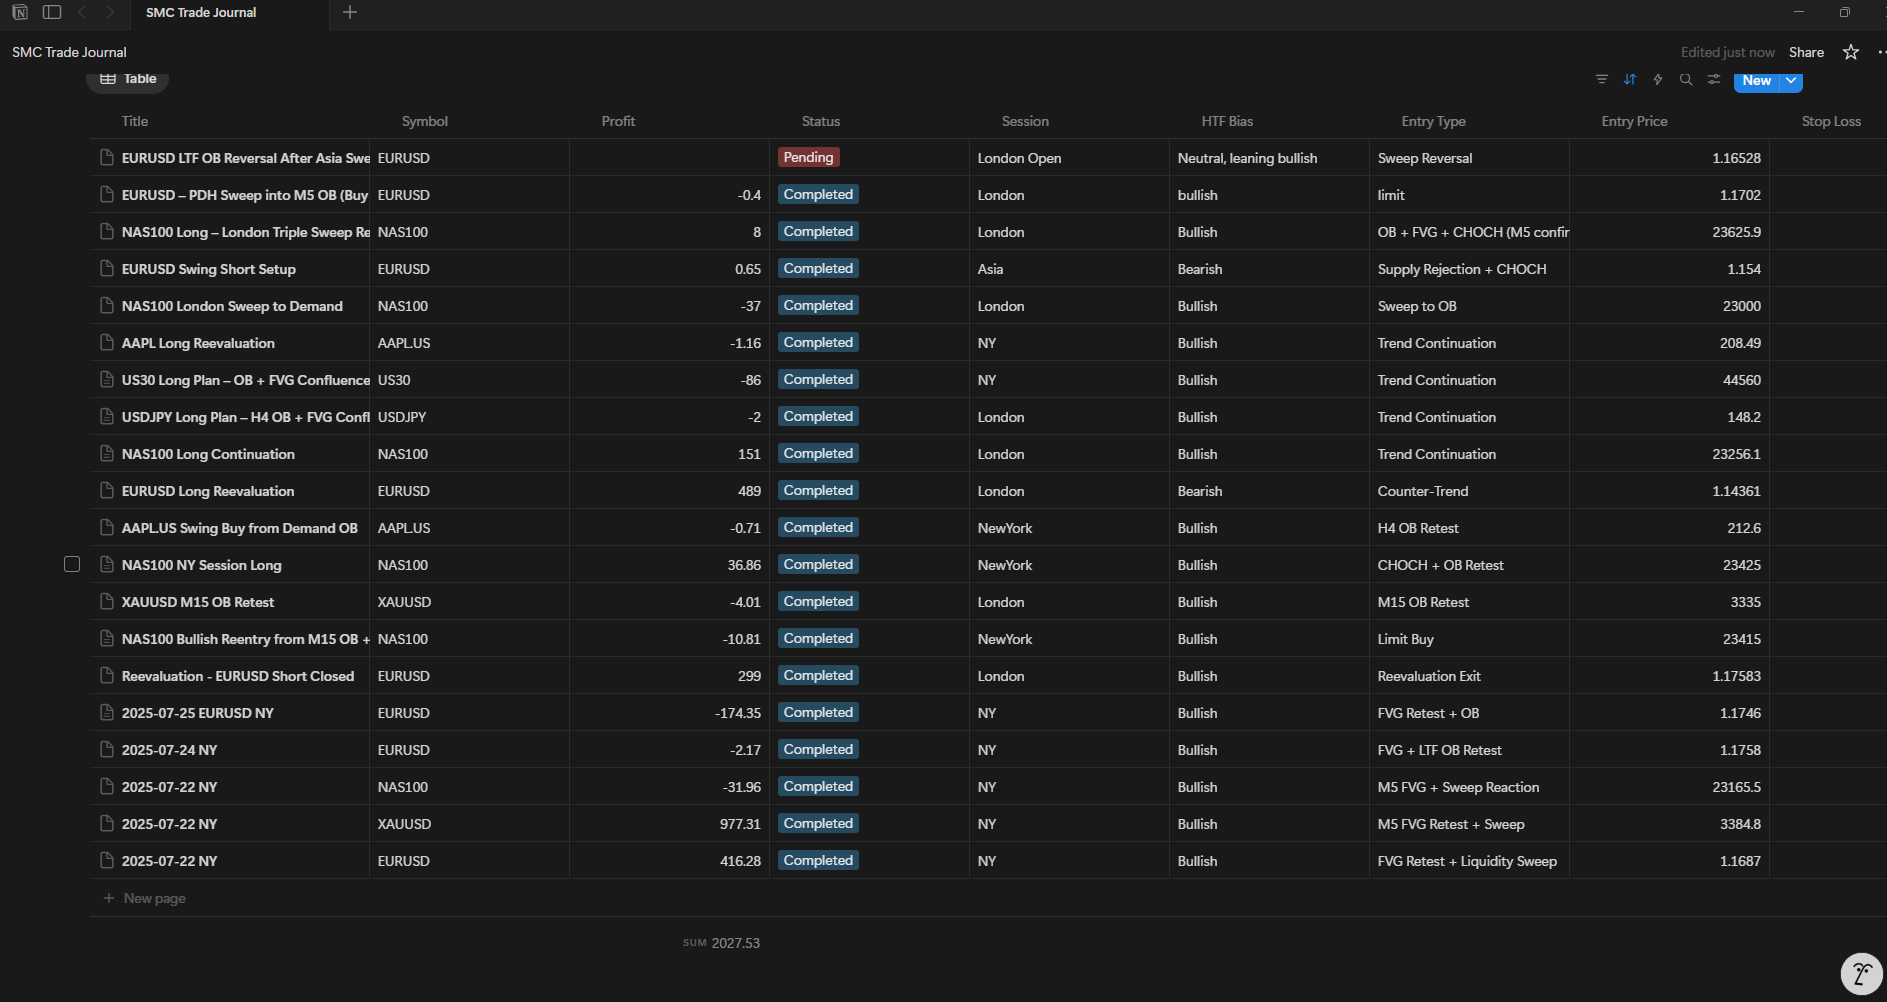 SMC Trade Journal
SMC Trade Journal Edited just now Share
Table New
Title Symbol Profit Status Session HTF Bias Entry Type Entry Price Stop Loss
EURUSD LTF OB Reversal After Asia Swe EURUSD Pending London Open Neutral, leaning bullish Sweep Reversal 1.16528
EURUSD – PDH Sweep into M5 OB (Buy EURUSD -0.4 Completed London bullish limit 1.1702
NAS100 Long – London Triple Sweep Re NAS100 8 Completed London Bullish OB + FVG + CHOCH (M5 confir 23625.9
EURUSD Swing Short Setup EURUSD 0.65 Completed Asia Bearish Supply Rejection + CHOCH 1.154
NAS100 London Sweep to Demand NAS100 -37 Completed London Bullish Sweep to OB 23000
AAPL Long Reevaluation AAPL.US -1.16 Completed NY Bullish Trend Continuation 208.49
US30 Long Plan – OB + FVG Confluence US30 -86 Completed NY Bullish Trend Continuation 44560
USDJPY Long Plan – H4 OB + FVG Confl USDJPY -2 Completed London Bullish Trend Continuation 148.2
NAS100 Long Continuation NAS100 151 Completed London Bullish Trend Continuation 23256.1
EURUSD Long Reevaluation EURUSD 489 Completed London Bearish Counter-Trend 1.14361
AAPL.US Swing Buy from Demand OB AAPL.US -0.71 Completed NewYork Bullish H4 OB Retest 212.6
NAS100 NY Session Long NAS100 36.86 Completed NewYork Bullish CHOCH + OB Retest 23425
XAUUSD M15 OB Retest XAUUSD -4.01 Completed London Bullish M15 OB Retest 3335
NAS100 Bullish Reentry from M15 OB + NAS100 -10.81 Completed NewYork Bullish Limit Buy 23415
Reevaluation - EURUSD Short Closed EURUSD 299 Completed London Bullish Reevaluation Exit 1.17583
2025-07-25 EURUSD NY EURUSD -174.35 Completed NY Bullish FVG Retest + OB 1.1746
2025-07-24 NY EURUSD -2.17 Completed NY Bullish FVG + LTF OB Retest 1.1758
2025-07-22 NY NAS100 -31.96 Completed NY Bullish M5 FVG + Sweep Reaction 23165.5
2025-07-22 NY XAUUSD 977.31 Completed NY Bullish M5 FVG Retest + Sweep 3384.8
2025-07-22 NY EURUSD 416.28 Completed NY Bullish FVG Retest + Liquidity Sweep 1.1687
New page
SUM 2027.53